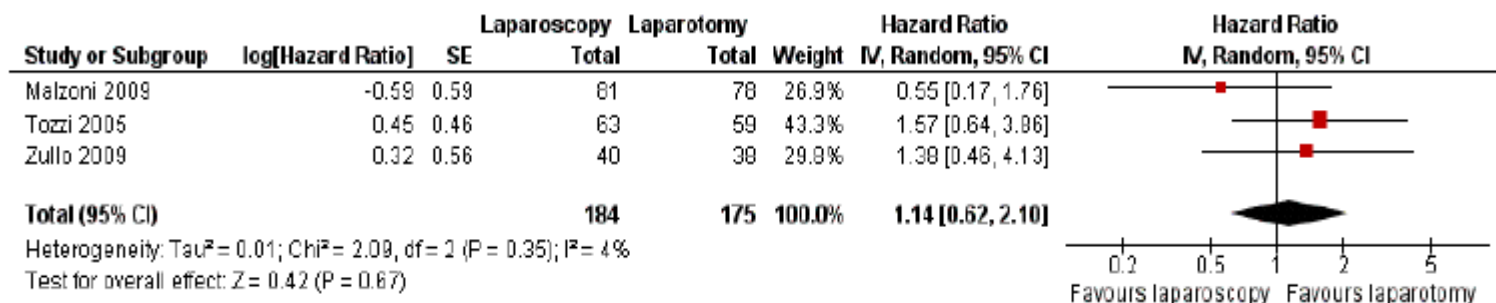 Laparoscopy Laparotomy Hazard Ratio Hazard Ratio
Study or Subgroup log[Hazard Ratio] SE Total Total Weight IV, Random, 95% CI IV, Random, 95% CI
Malzoni 2009 -0.59 0.59 81 78 26.9% 0.55 [0.17, 1.76]
Tozzi 2005 0.45 0.46 63 59 43.3% 1.57 [0.64, 3.86]
Zullo 2009 0.32 0.56 40 38 29.8% 1.38 [0.46, 4.13]
Total (95% CI) 184 175 100.0% 1.14 [0.62, 2.10]
Heterogeneity: Tau² = 0.01; Chi² = 2.09, df = 2 (P = 0.35); I² = 4%
Test for overall effect: Z = 0.42 (P = 0.67)
0.2 0.5 1 2 5
Favours laparoscopy Favours laparotomy